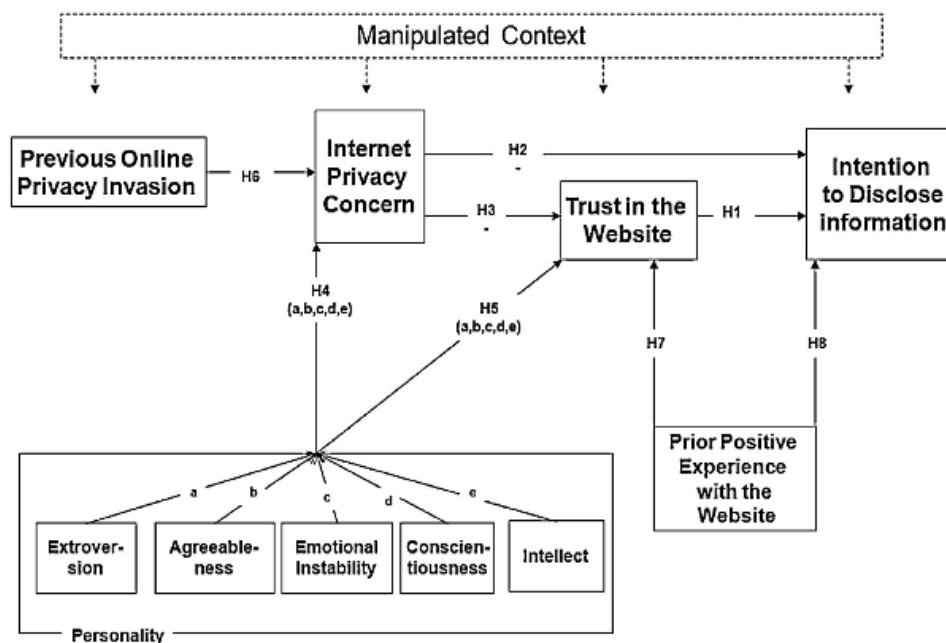 Manipulated Context
Previous Online
Privacy Invasion
H6
Internet
Privacy
Concern
H2
-
H3
-
Trust in the
Website
H1
Intention
to Disclose
information
H4
(a,b,c,d,e)
H5
(a,b,c,d,e)
H7
H8
Prior Positive
Experience
with the
Website
a
b
c
d
e
Extrover-
sion
Agreeable-
ness
Emotional
Instability
Conscien-
tiousness
Intellect
Personality